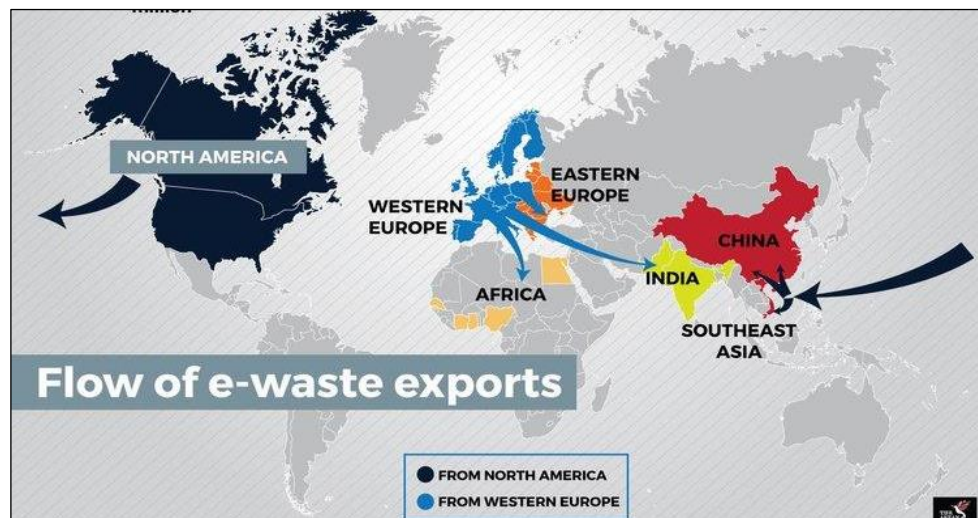 NORTH AMERICA
WESTERN
EUROPE
EASTERN
EUROPE
CHINA
INDIA
AFRICA
SOUTHEAST
ASIA
Flow of e-waste exports
FROM NORTH AMERICA
FROM WESTERN EUROPE